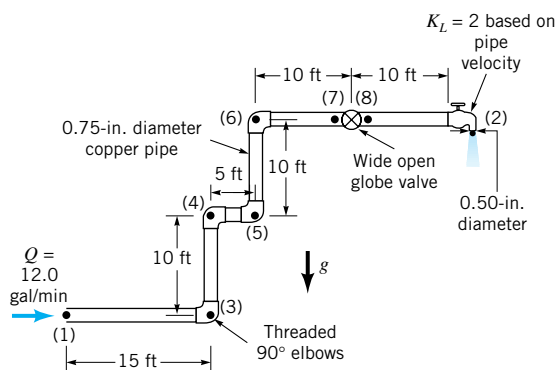 K_L = 2 based on
pipe
velocity
10 ft
10 ft
(7)
(8)
(6)
(2)
0.75-in. diameter
copper pipe
Wide open
globe valve
5 ft
10 ft
0.50-in.
diameter
(4)
(5)
Q =
12.0
gal/min
10 ft
g
(3)
(1)
Threaded
90° elbows
15 ft